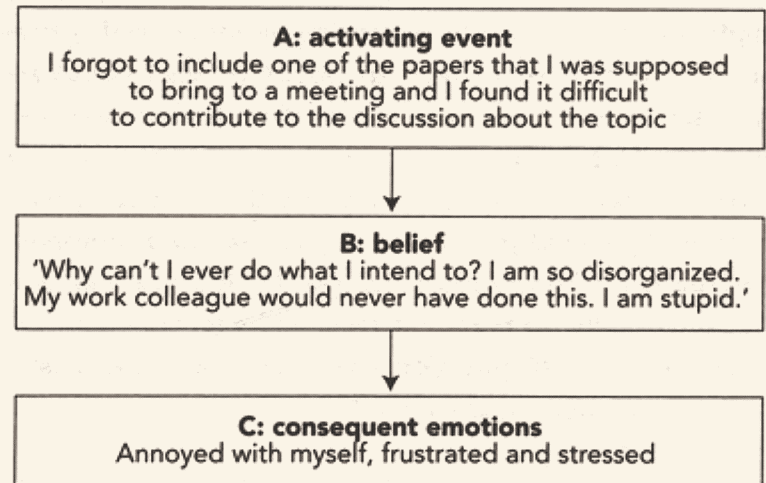 A: activating event
I forgot to include one of the papers that I was supposed
to bring to a meeting and I found it difficult
to contribute to the discussion about the topic
B: belief
'Why can't I ever do what I intend to? I am so disorganized.
My work colleague would never have done this. I am stupid.'
C: consequent emotions
Annoyed with myself, frustrated and stressed